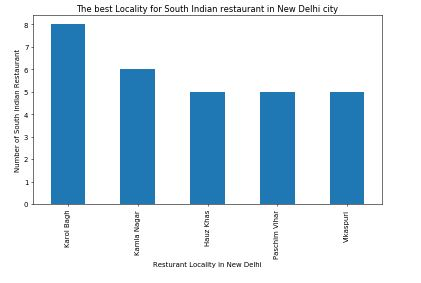 The best Locality for South Indian restaurant in New Delhi city
Number of South Indian Restaurant
8
7
6
5
4
3
2
1
0
Karol Bagh
Kamla Nagar
Hauz Khas
Paschim Vihar
Vikaspuri
Resturant Locality in New Delhi